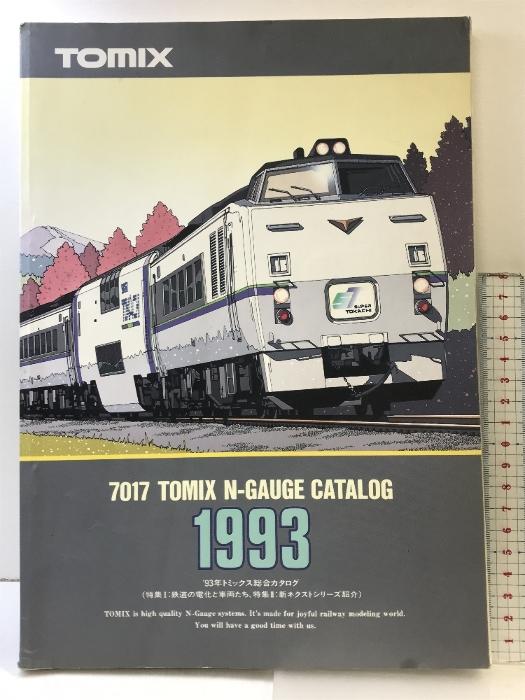 TOMIX
SUPER
TOKACHI
7017 TOMIX N-GAUGE CATALOG
1993
'93年トミックス総合カタログ
(特集Ⅰ:鉄道の電化と車両たち、特集Ⅱ:新ネクストシリーズ紹介)
TOMIX is high quality N-Gauge systems. It's made for joyful railway modeling world.
You will have a good time with us.